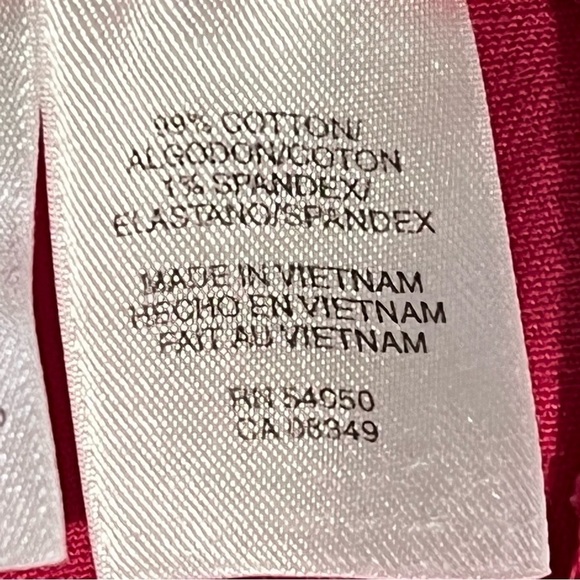 99% COTTON/
ALGODON/COTON
1% SPANDEX/
ELASTANO/SPANDEX
MADE IN VIETNAM
HECHO EN VIETNAM
FAIT AU VIETNAM
RN 54050
CA 08349